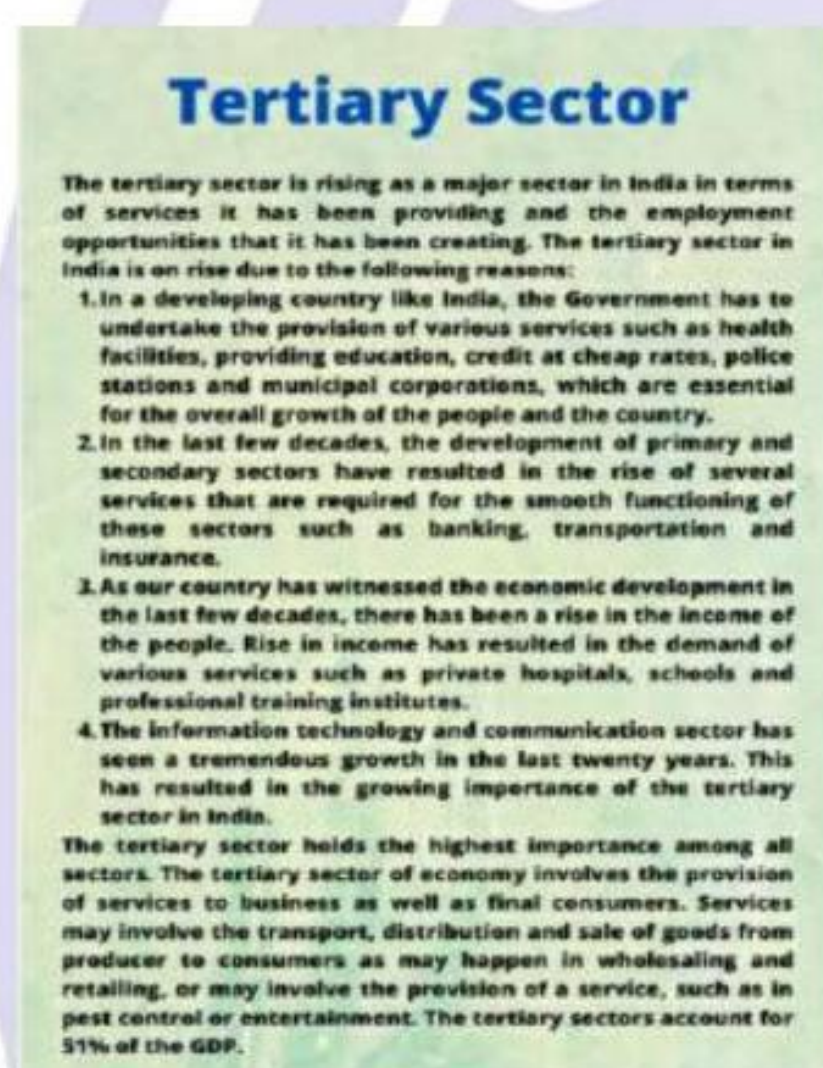 Tertiary Sector
The tertiary sector is rising as a major sector in India in terms
of services it has been providing and the employment
opportunities that it has been creating. The tertiary sector in
India is on rise due to the following reasons:
1. In a developing country like India, the Government has to
undertake the provision of various services such as health
facilities, providing education, credit at cheap rates, police
stations and municipal corporations, which are essential
for the overall growth of the people and the country.
2. In the last few decades, the development of primary and
secondary sectors have resulted in the rise of several
services that are required for the smooth functioning of
these sectors such as banking, transportation and
insurance.
3. As our country has witnessed the economic development in
the last few decades, there has been a rise in the income of
the people. Rise in income has resulted in the demand of
various services such as private hospitals, schools and
professional training institutes.
4. The information technology and communication sector has
seen a tremendous growth in the last twenty years. This
has resulted in the growing importance of the tertiary
sector in India.
The tertiary sector holds the highest importance among all
sectors. The tertiary sector of economy involves the provision
of services to business as well as final consumers. Services
may involve the transport, distribution and sale of goods from
producer to consumers as may happen in wholesaling and
retailing, or may involve the provision of a service, such as in
pest control or entertainment. The tertiary sectors account for
51% of the GDP.